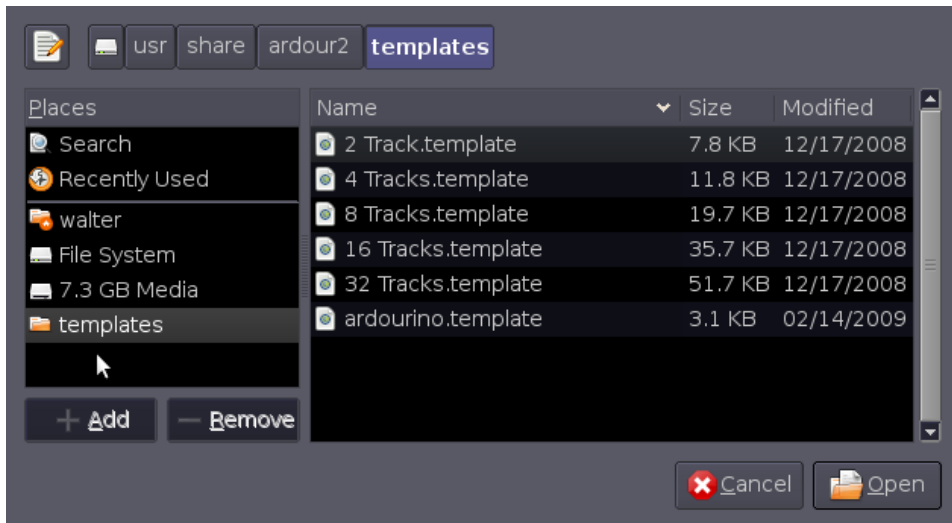 usr share ardour2 templates
Places
Search
Recently Used
walter
File System
7.3 GB Media
templates
Add Remove
Name Size Modified
2 Track.template 7.8 KB 12/17/2008
4 Tracks.template 11.8 KB 12/17/2008
8 Tracks.template 19.7 KB 12/17/2008
16 Tracks.template 35.7 KB 12/17/2008
32 Tracks.template 51.7 KB 12/17/2008
ardourino.template 3.1 KB 02/14/2009
Cancel Open